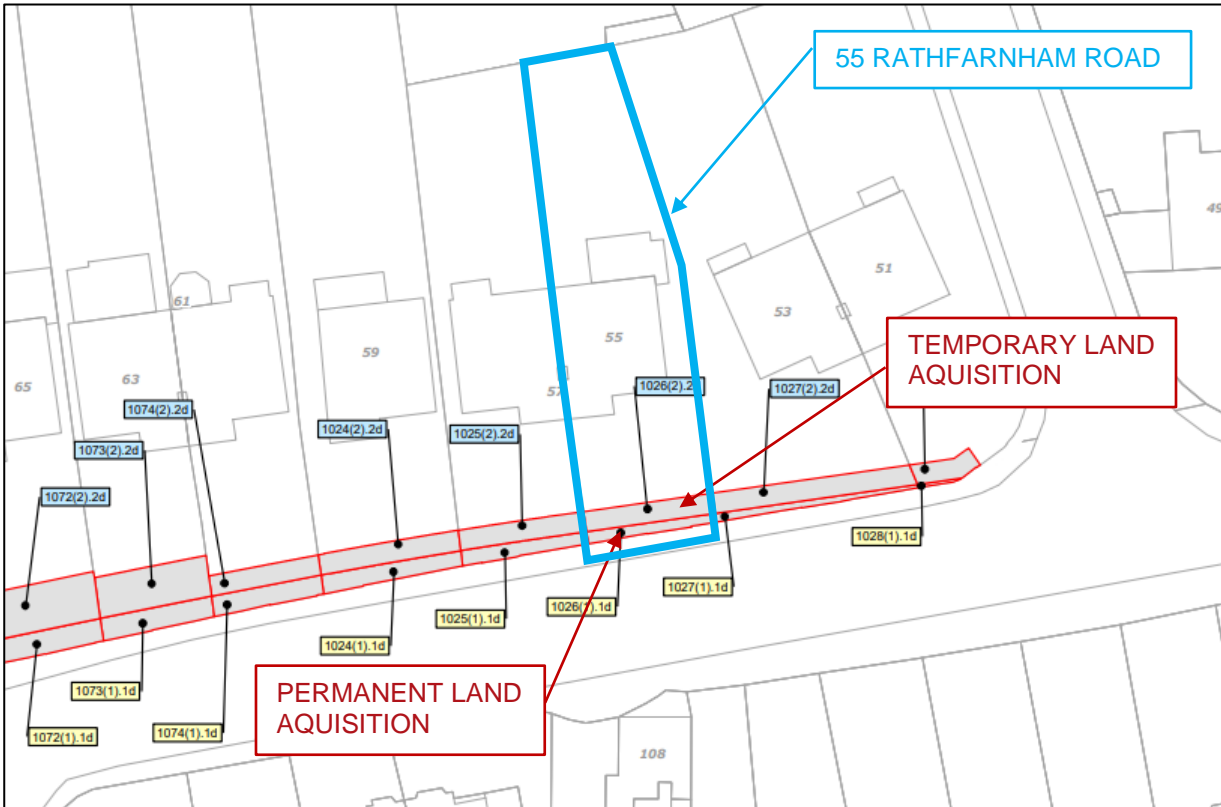 55 RATHFARNHAM ROAD
49
51
53
61
55
TEMPORARY LAND
AQUISITION
59
65
63
57
1026(2).2
1027(2).2d
1074(2).2d
1024(2).2d
1025(2).2d
1073(2).2d
1072(2).2d
1028(1).1d
1027(1).1d
1026(1).1d
1025(1).1d
1024(1).1d
PERMANENT LAND
AQUISITION
1073(1).1d
1074(1).1d
1072(1).1d
108